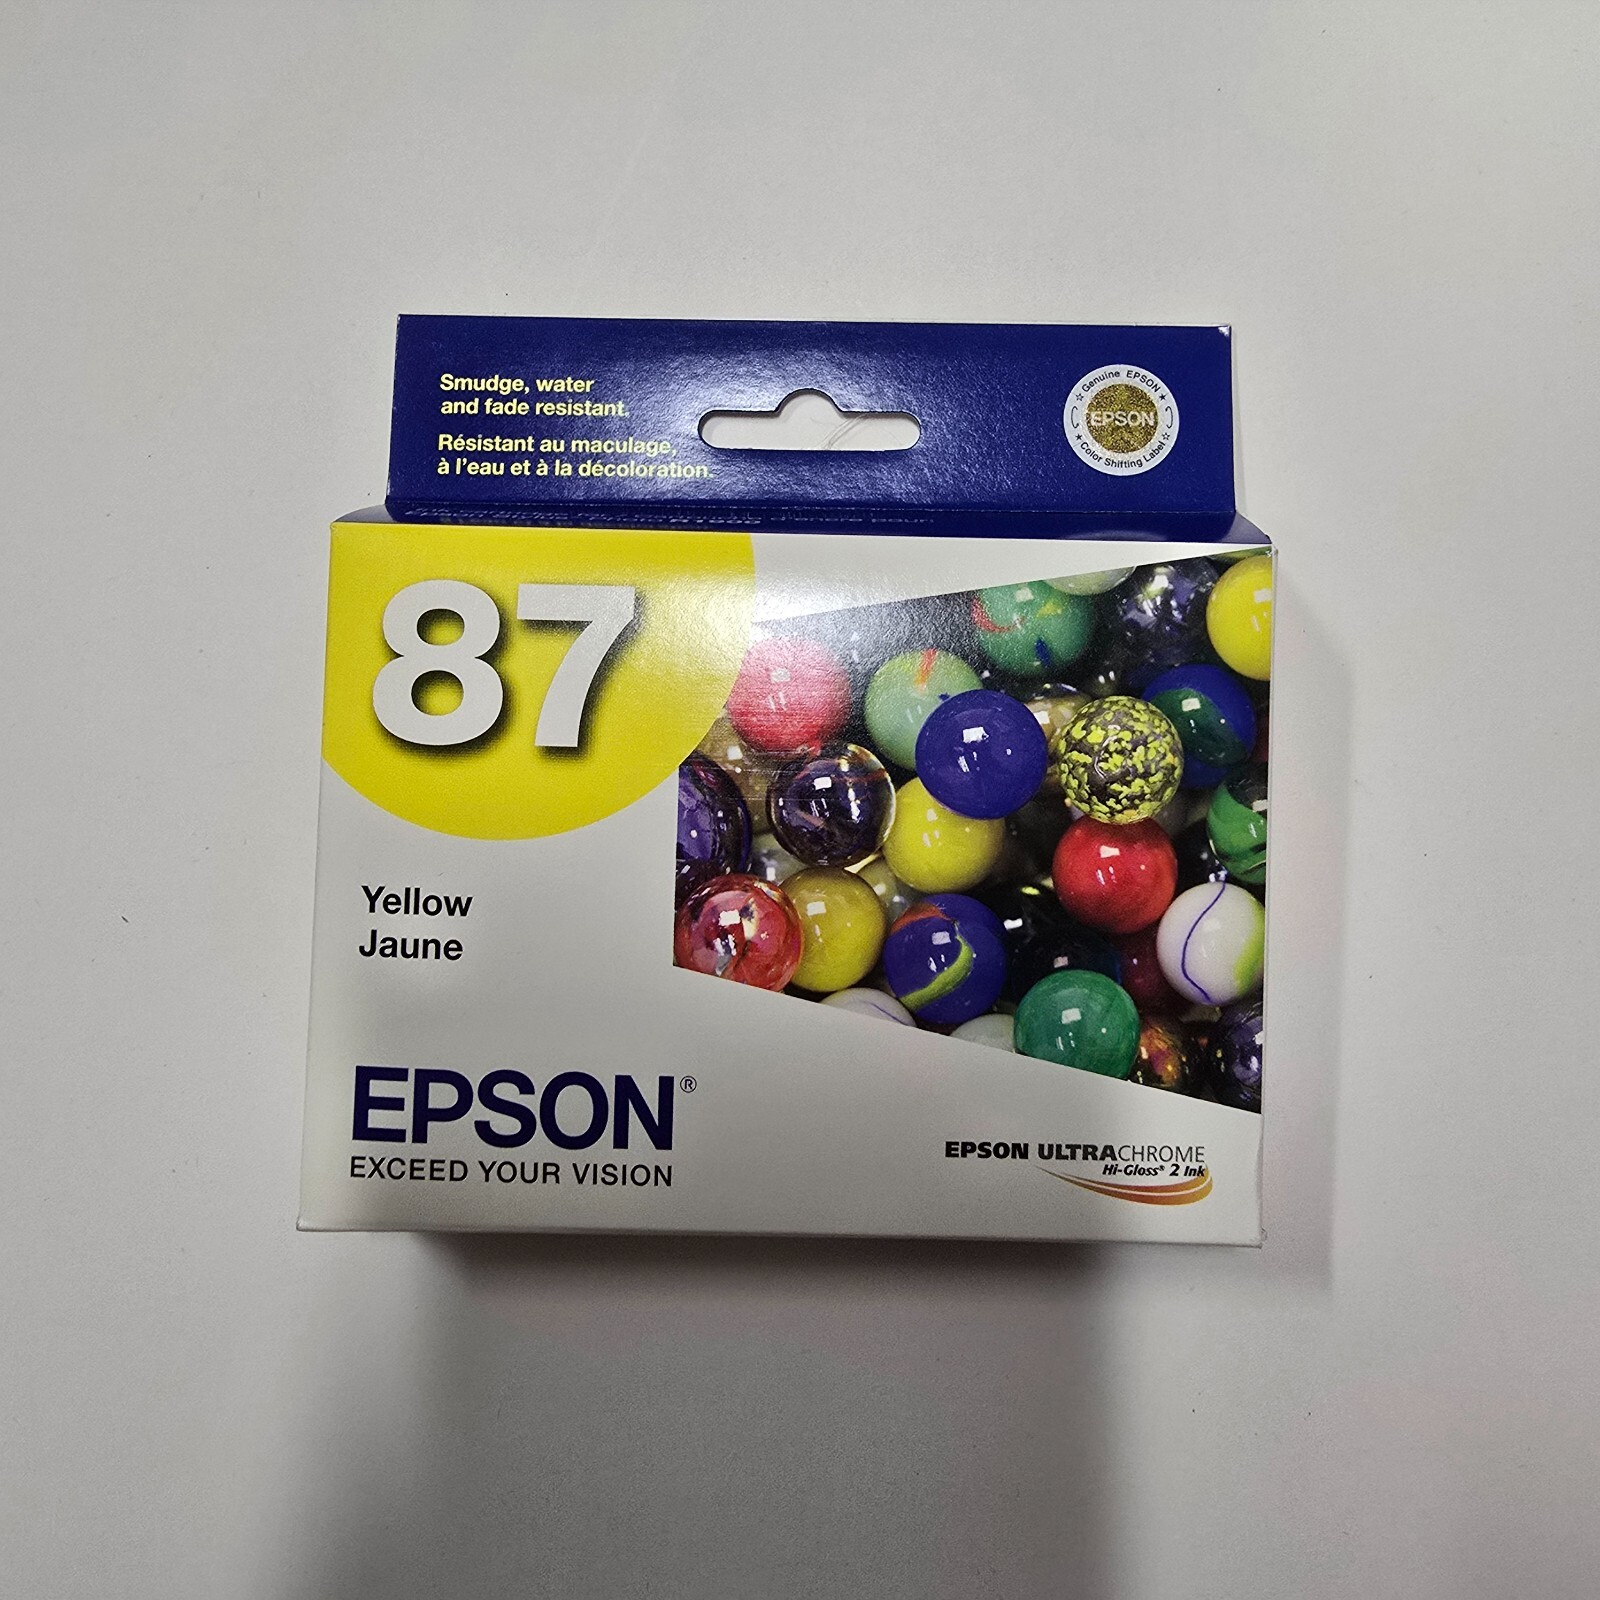 Smudge, water
and fade resistant.
Résistant au maculage,
à l'eau et à la décoloration.
Genuine EPSON
EPSON
Color Shifting Label
87
Yellow
Jaune
EPSON®
EXCEED YOUR VISION
EPSON ULTRACHROME
Hi-Gloss® 2 Ink